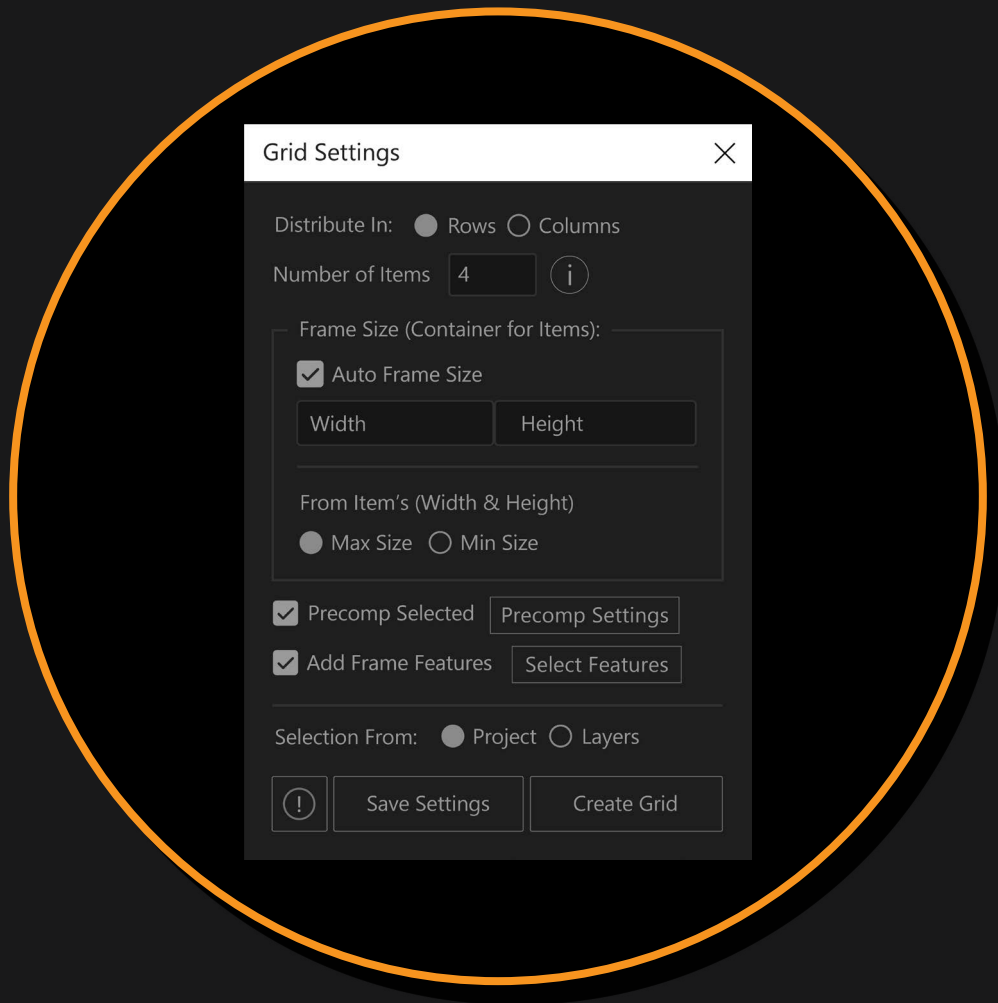 Grid Settings
Distribute In: Rows Columns
Number of Items 4 i
Frame Size (Container for Items):
Auto Frame Size
Width Height
From Item's (Width & Height)
Max Size Min Size
Precomp Selected Precomp Settings
Add Frame Features Select Features
Selection From: Project Layers
! Save Settings Create Grid